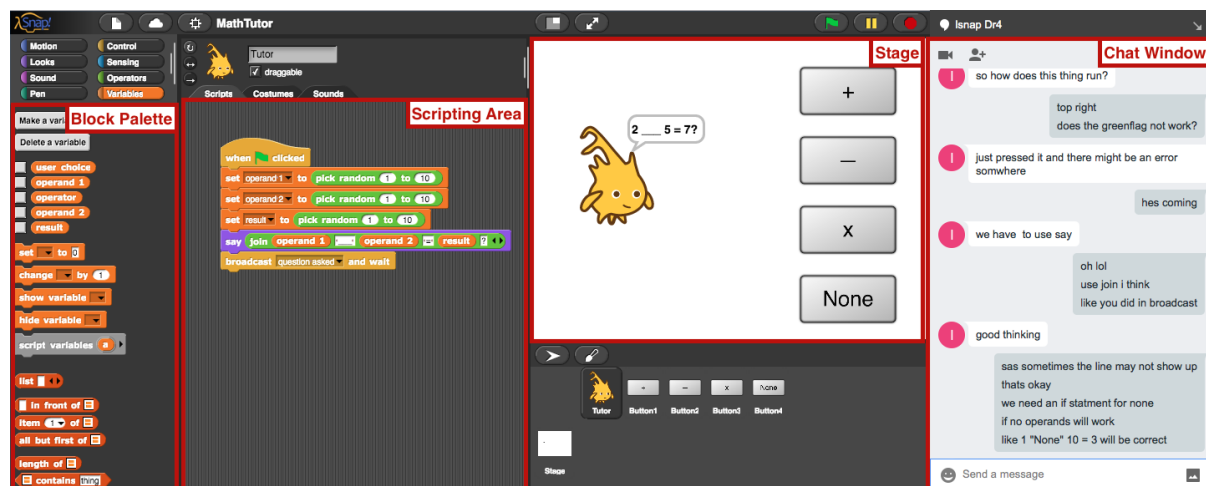 Snap!
MathTutor
Isnap Dr4
Motion Control
Looks Sensing
Sound Operators
Pen Variables
Tutor
draggable
Scripts Costumes Sounds
Block Palette
Scripting Area
Stage
Chat Window
Make a vari
Delete a variable
user choice
operand 1
operator
operand 2
result
set to 0
change by 1
show variable
hide variable
script variables a
list
in front of
item 1 of
all but first of
length of
contains thing
when clicked
set operand 1 to pick random 1 to 10
set operand 2 to pick random 1 to 10
set result to pick random 1 to 10
say join operand 1 ___ operand 2 = result ?
broadcast question asked and wait
2 ___ 5 = 7?
+
—
x
None
Tutor Button1 Button2 Button3 Button4
+ — x None
Stage
I so how does this thing run?
top right
does the greenflag not work?
I just pressed it and there might be an error
somwhere
hes coming
I we have to use say
oh lol
use join i think
like you did in broadcast
I good thinking
sas sometimes the line may not show up
thats okay
we need an if statment for none
if no operands will work
like 1 "None" 10 = 3 will be correct
Send a message